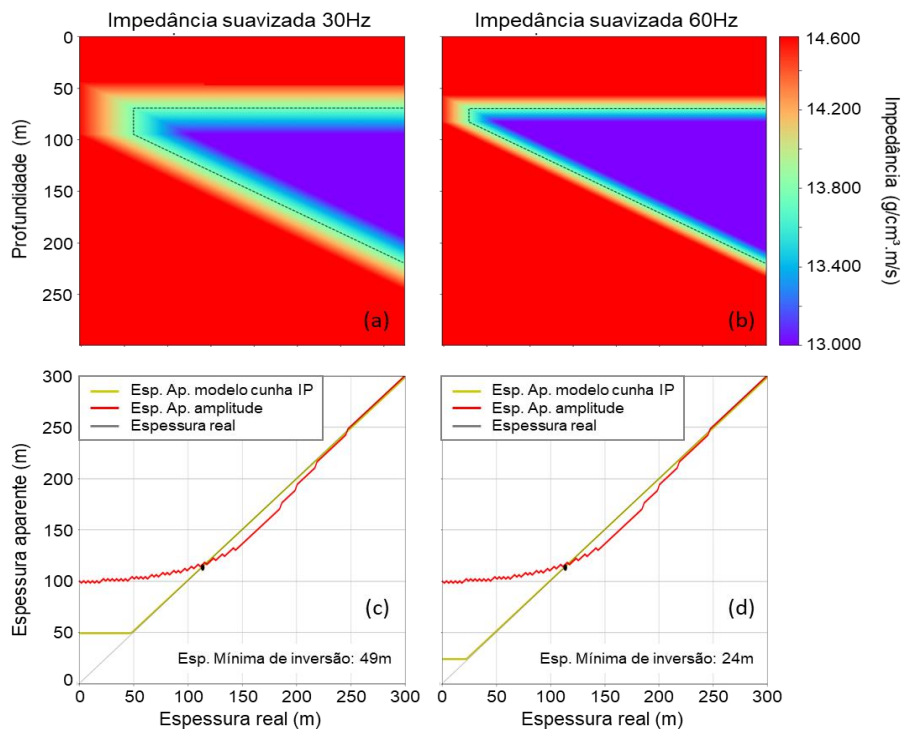 Impedância suavizada 30Hz
Impedância suavizada 60Hz
Profundidade (m)
0
50
100
150
200
250
(a)
(b)
14.600
14.200
13.800
13.400
13.000
Impedância (g/cm³.m/s)
Espessura aparente (m)
300
250
200
150
100
50
0
Esp. Ap. modelo cunha IP
Esp. Ap. amplitude
Espessura real
(c)
Esp. Mínima de inversão: 49m
0 50 100 150 200 250 300
Espessura real (m)
Esp. Ap. modelo cunha IP
Esp. Ap. amplitude
Espessura real
(d)
Esp. Mínima de inversão: 24m
0 50 100 150 200 250 300
Espessura real (m)